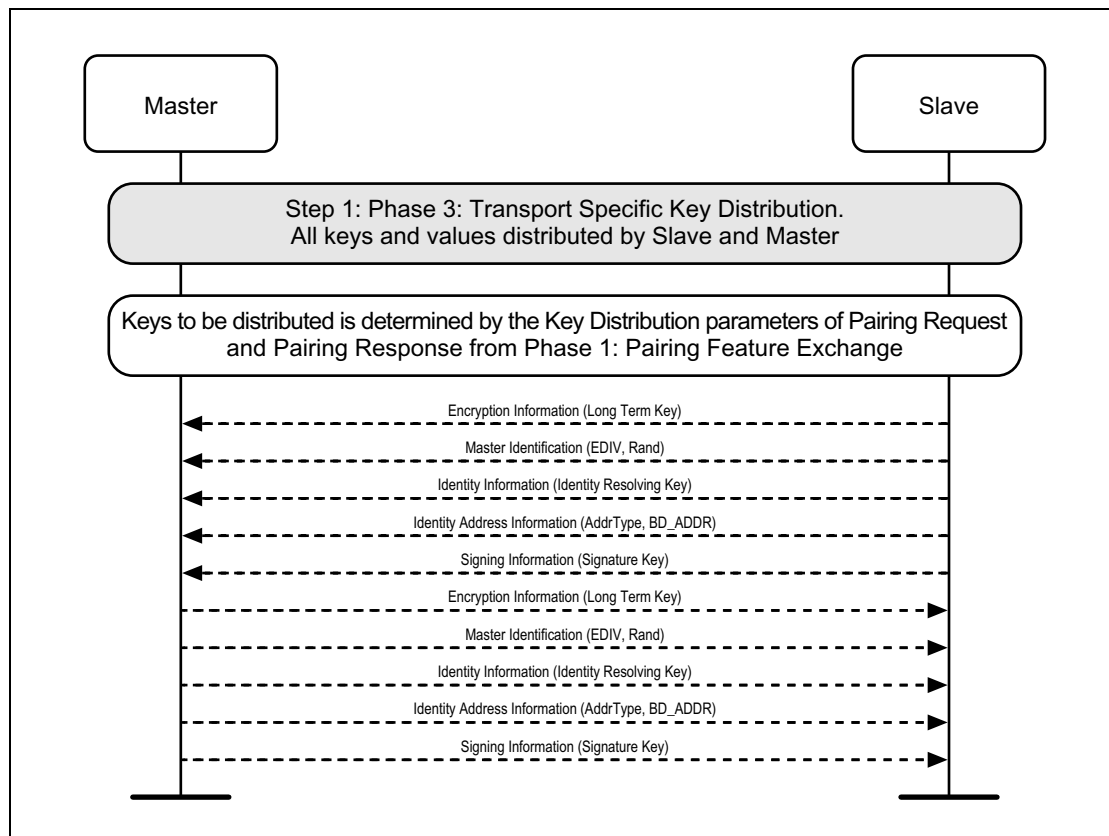 Master
Slave
Step 1: Phase 3: Transport Specific Key Distribution.
All keys and values distributed by Slave and Master
Keys to be distributed is determined by the Key Distribution parameters of Pairing Request
and Pairing Response from Phase 1: Pairing Feature Exchange
Encryption Information (Long Term Key)
Master Identification (EDIV, Rand)
Identity Information (Identity Resolving Key)
Identity Address Information (AddrType, BD_ADDR)
Signing Information (Signature Key)
Encryption Information (Long Term Key)
Master Identification (EDIV, Rand)
Identity Information (Identity Resolving Key)
Identity Address Information (AddrType, BD_ADDR)
Signing Information (Signature Key)